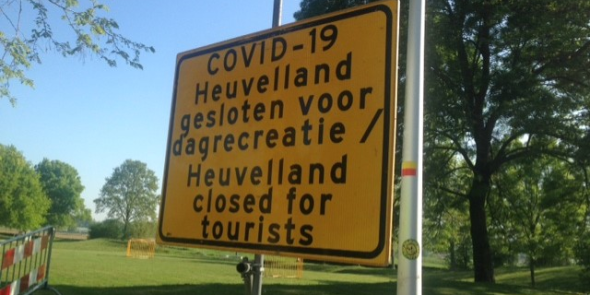 COVID-19
Heuvelland
gesloten voor
dagrecreatie /
Heuvelland
closed for
tourists